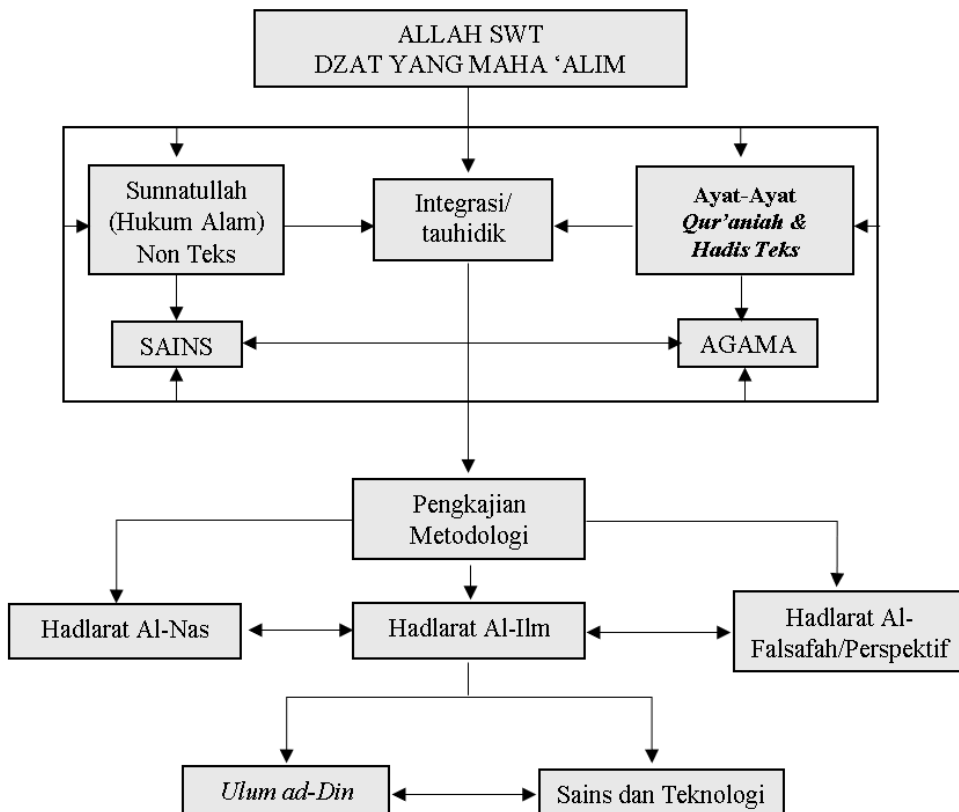 ALLAH SWT
DZAT YANG MAHA ‘ALIM
Sunnatullah
(Hukum Alam)
Non Teks
Integrasi/
tauhidik
Ayat-Ayat
Qur’aniah &
Hadis Teks
SAINS
AGAMA
Pengkajian
Metodologi
Hadlarat Al-Nas
Hadlarat Al-Ilm
Hadlarat Al-
Falsafah/Perspektif
Ulum ad-Din
Sains dan Teknologi